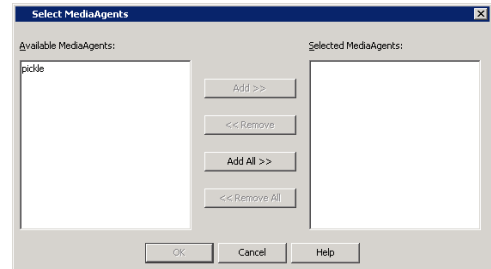 Select MediaAgents
Available MediaAgents:
Selected MediaAgents:
pickle
Add >>
<< Remove
Add All >>
<< Remove All
OK
Cancel
Help